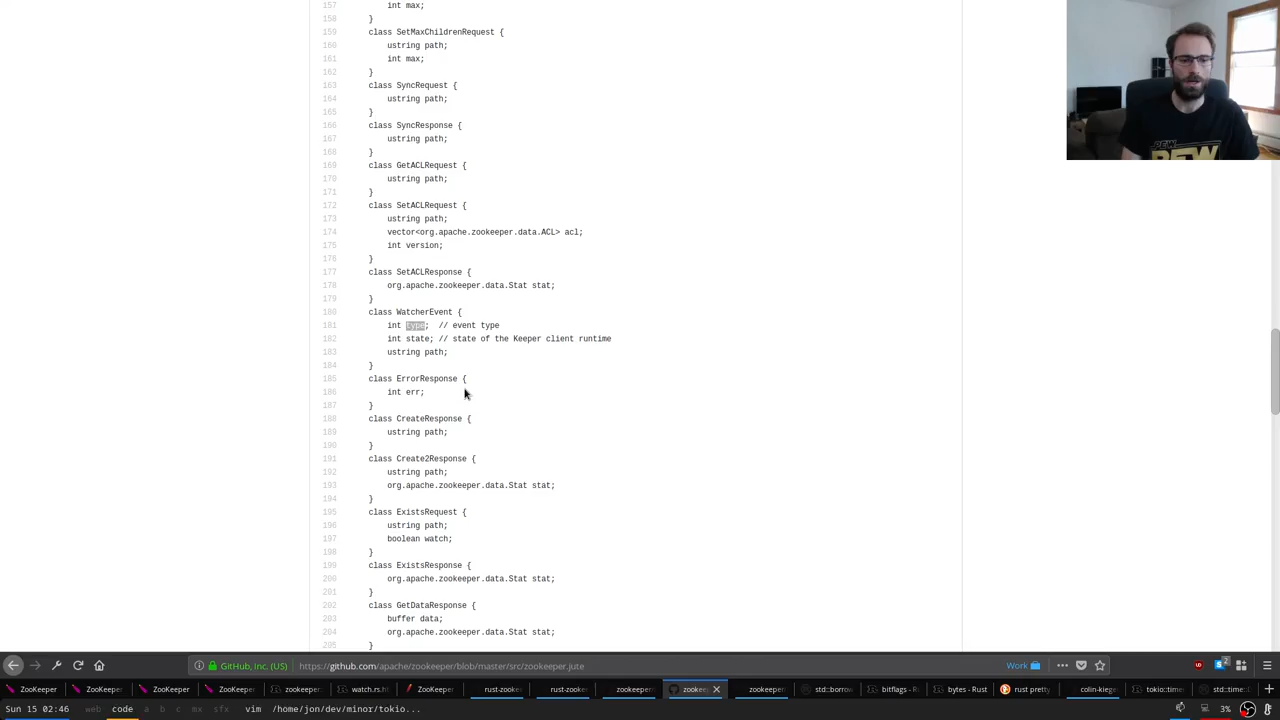 157 int max;
158 }
159 class SetMaxChildrenRequest {
160 ustring path;
161 int max;
162 }
163 class SyncRequest {
164 ustring path;
165 }
166 class SyncResponse {
167 ustring path;
168 }
169 class GetACLRequest {
170 ustring path;
171 }
172 class SetACLRequest {
173 ustring path;
174 vector<org.apache.zookeeper.data.ACL> acl;
175 int version;
176 }
177 class SetACLResponse {
178 org.apache.zookeeper.data.Stat stat;
179 }
180 class WatcherEvent {
181 int type; // event type
182 int state; // state of the Keeper client runtime
183 ustring path;
184 }
185 class ErrorResponse {
186 int err;
187 }
188 class CreateResponse {
189 ustring path;
190 }
191 class Create2Response {
192 ustring path;
193 org.apache.zookeeper.data.Stat stat;
194 }
195 class ExistsRequest {
196 ustring path;
197 boolean watch;
198 }
199 class ExistsResponse {
200 org.apache.zookeeper.data.Stat stat;
201 }
202 class GetDataResponse {
203 buffer data;
204 org.apache.zookeeper.data.Stat stat;
205 }
PEW
PEW
GitHub, Inc. (US) https://github.com/apache/zookeeper/blob/master/src/zookeeper.jute Work 2
ZooKeeper ZooKeeper ZooKeeper ZooKeeper zookeeper: watch.rs.h ZooKeeper rust-zooke rust-zooke zookeeper zooke zookeeper std::borrow bitflags - R bytes - Rust rust pretty colin-kiege tokio::time std::time:
Sun 15 02:46 web code a b c mx sfx vim /home/jon/dev/minor/tokio... 3%